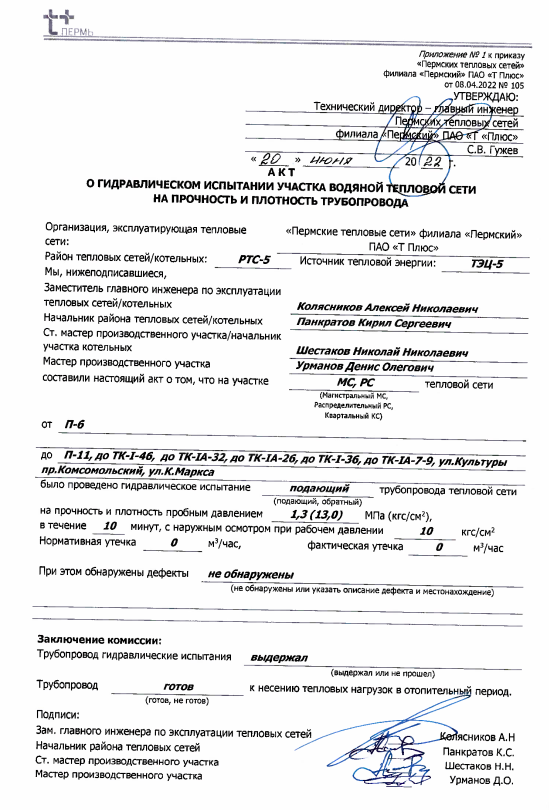 t+
ПЕРМЬ
Приложение № 1 к приказу
«Пермских тепловых сетей»
филиала «Пермский» ПАО «Т Плюс»
от 08.04.2022 № 105
УТВЕРЖДАЮ:
Технический директор – главный инженер
Пермских тепловых сетей
филиала «Пермский» ПАО «Т «Плюс»
С.В. Гужев
« 20 » июня 2022 г.
А К Т
О ГИДРАВЛИЧЕСКОМ ИСПЫТАНИИ УЧАСТКА ВОДЯНОЙ ТЕПЛОВОЙ СЕТИ
НА ПРОЧНОСТЬ И ПЛОТНОСТЬ ТРУБОПРОВОДА
Организация, эксплуатирующая тепловые сети: «Пермские тепловые сети» филиала «Пермский» ПАО «Т Плюс»
Район тепловых сетей/котельных: РТС-5 Источник тепловой энергии: ТЭЦ-5
Мы, нижеподписавшиеся,
Заместитель главного инженера по эксплуатации
тепловых сетей/котельных Колясников Алексей Николаевич
Начальник района тепловых сетей/котельных Панкратов Кирил Сергеевич
Ст. мастер производственного участка/начальник
участка котельных Шестаков Николай Николаевич
Мастер производственного участка Урманов Денис Олегович
составили настоящий акт о том, что на участке МС, РС тепловой сети
(Магистральный МС,
Распределительный РС,
Квартальный КС)
от П-6
до П-11, до ТК-I-46, до ТК-IА-32, до ТК-IА-26, до ТК-I-36, до ТК-IА-7-9, ул.Культуры
пр.Комсомольский, ул.К.Маркса
было проведено гидравлическое испытание подающий трубопровода тепловой сети
(подающий, обратный)
на прочность и плотность пробным давлением 1,3 (13,0) МПа (кгс/см²),
в течение 10 минут, с наружным осмотром при рабочем давлении 10 кгс/см²
Нормативная утечка 0 м³/час, фактическая утечка 0 м³/час.
При этом обнаружены дефекты не обнаружены
(не обнаружены или указать описание дефекта и местонахождение)
Заключение комиссии:
Трубопровод гидравлические испытания выдержал
(выдержал или не прошел)
Трубопровод готов к несению тепловых нагрузок в отопительный период.
(готов, не готов)
Подписи:
Зам. главного инженера по эксплуатации тепловых сетей Колясников А.Н
Начальник района тепловых сетей Панкратов К.С.
Ст. мастер производственного участка Шестаков Н.Н.
Мастер производственного участка Урманов Д.О.